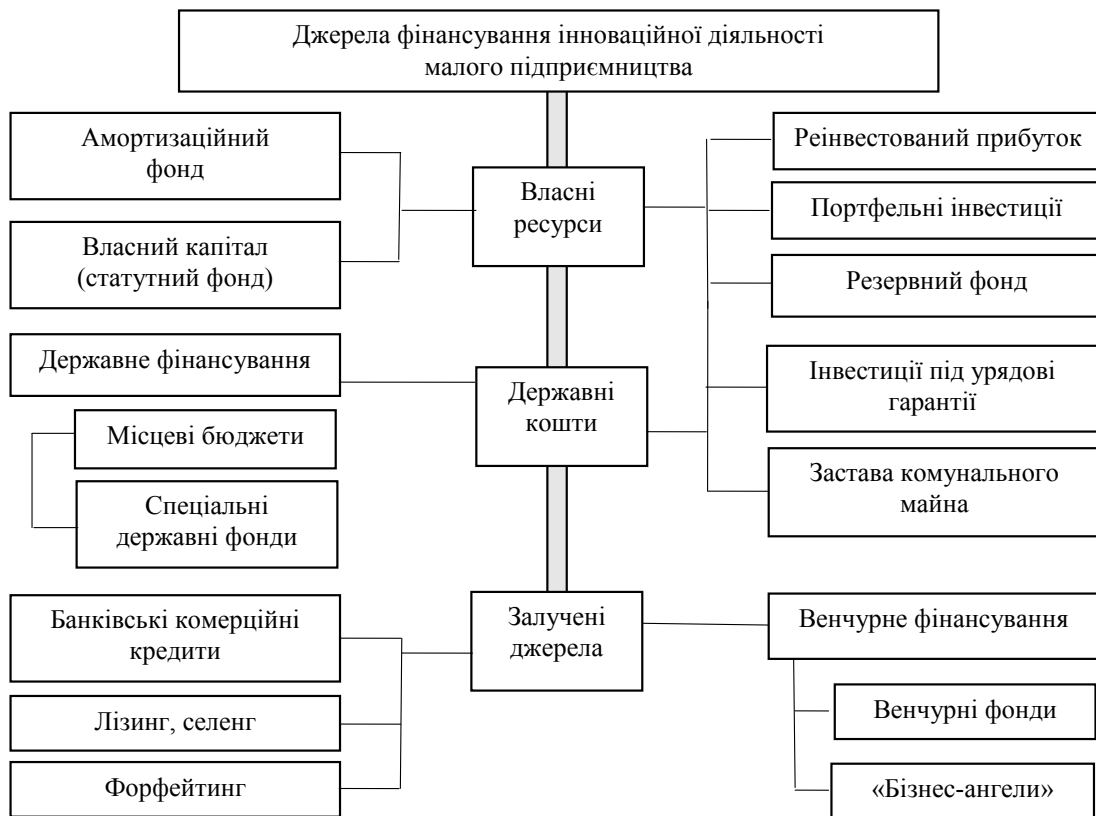 Джерела фінансування інноваційної діяльності
малого підприємництва
Амортизаційний
фонд
Власний капітал
(статутний фонд)
Власні
ресурси
Реінвестований прибуток
Портфельні інвестиції
Резервний фонд
Державне фінансування
Місцеві бюджети
Спеціальні
державні фонди
Державні
кошти
Інвестиції під урядові
гарантії
Застава комунального
майна
Банківські комерційні
кредити
Лізинг, селенг
Форфейтинг
Залучені
джерела
Венчурне фінансування
Венчурні фонди
«Бізнес-ангели»